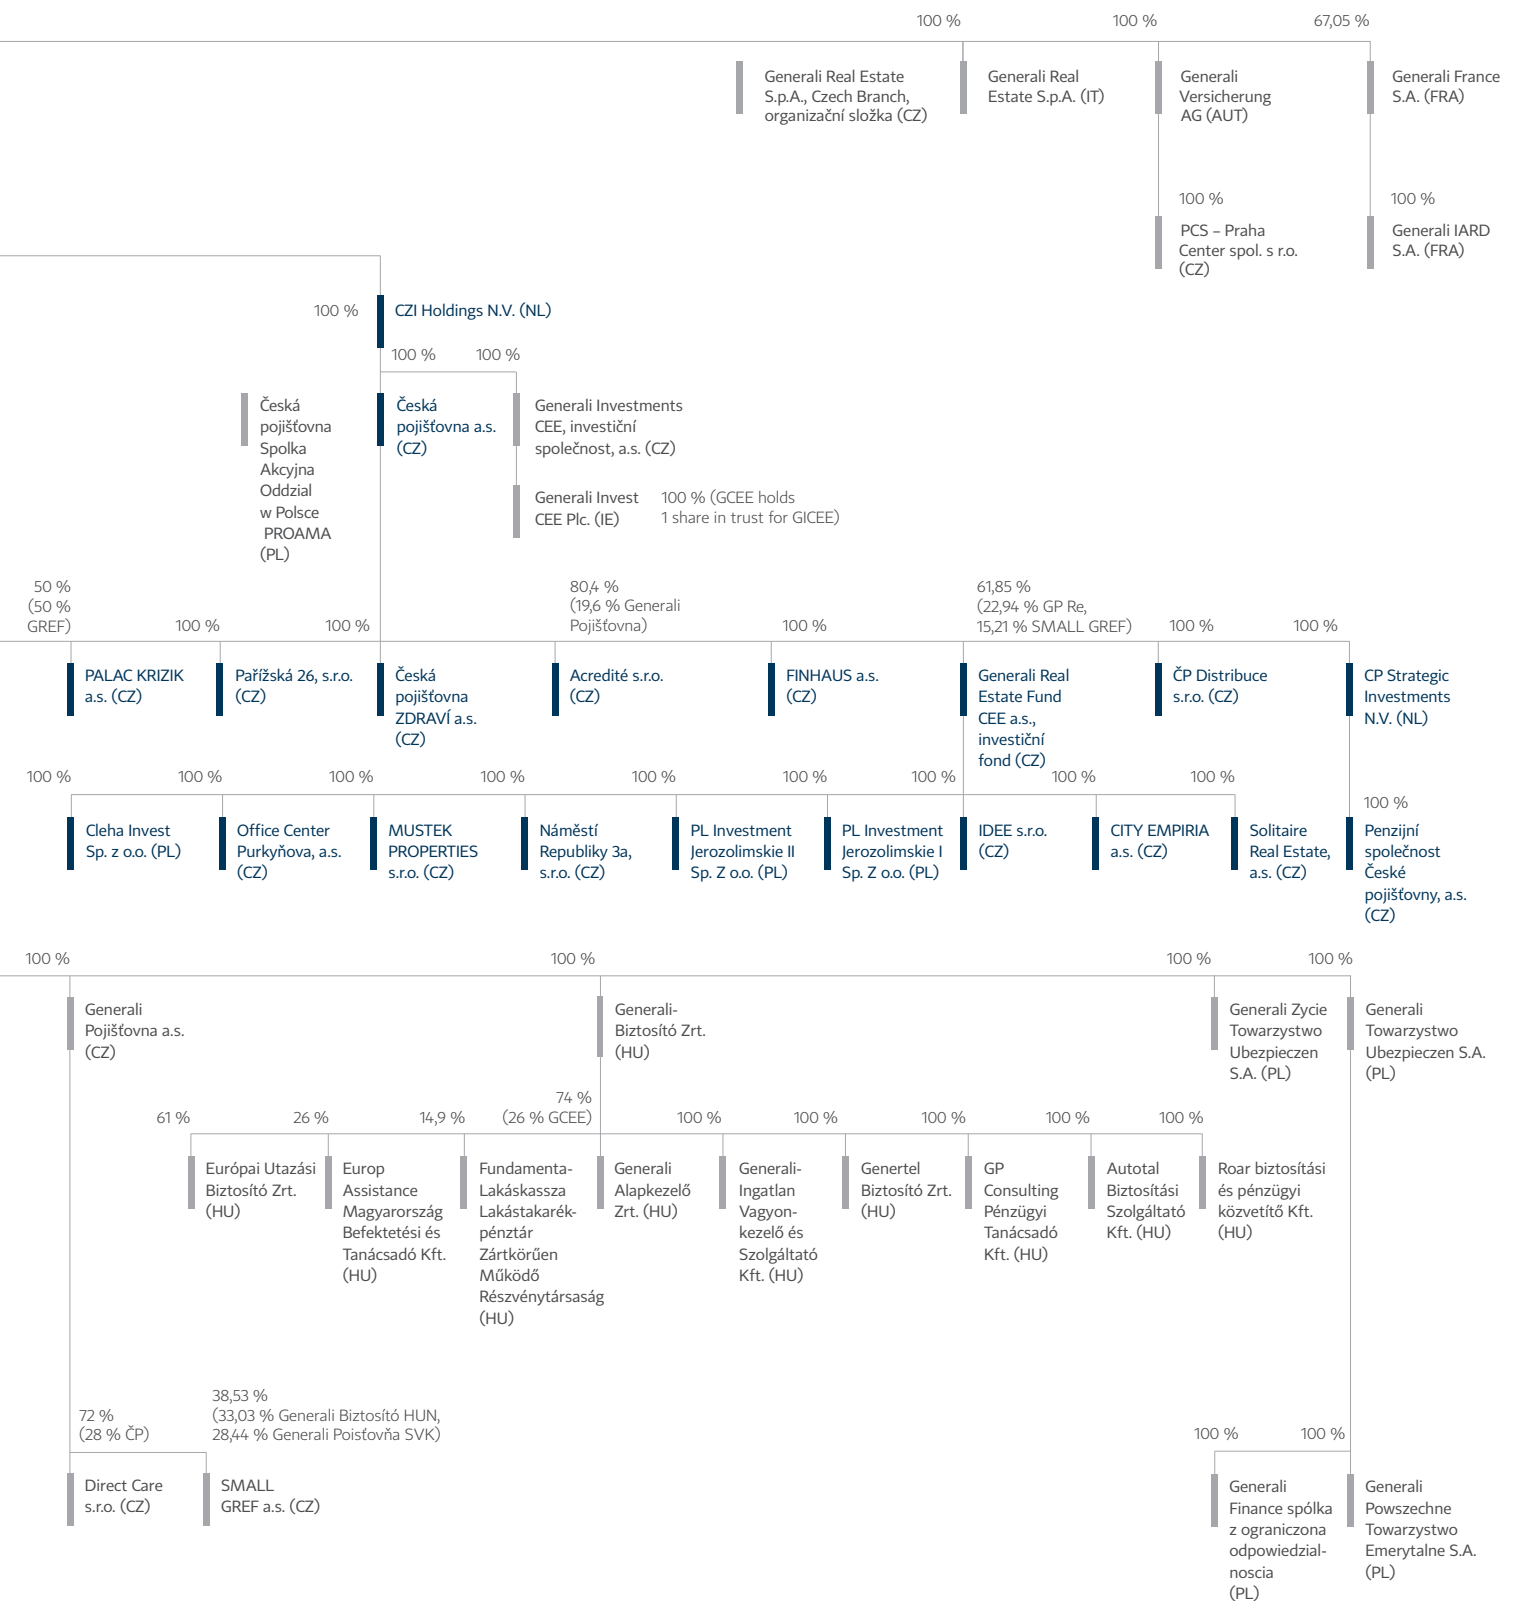 100 %
100 %
67,05 %
Generali Real Estate
S.p.A., Czech Branch,
organizační složka (CZ)
Generali Real
Estate S.p.A. (IT)
Generali
Versicherung
AG (AUT)
Generali France
S.A. (FRA)
100 %
PCS – Praha
Center spol. s r.o.
(CZ)
100 %
Generali IARD
S.A. (FRA)
100 %
CZI Holdings N.V. (NL)
100 %
100 %
Česká
pojišťovna
Spolka
Akcyjna
Oddzial
w Polsce
PROAMA
(PL)
Česká
pojišťovna a.s.
(CZ)
Generali Investments
CEE, investiční
společnost, a.s. (CZ)
Generali Invest
CEE Plc. (IE)
100 % (GCEE holds
1 share in trust for GICEE)
50 %
(50 %
GREF)
100 %
100 %
80,4 %
(19,6 % Generali
Pojišťovna)
100 %
61,85 %
(22,94 % GP Re,
15,21 % SMALL GREF)
100 %
100 %
PALAC KRIZIK
a.s. (CZ)
Pařížská 26, s.r.o.
(CZ)
Česká
pojišťovna
ZDRAVÍ a.s.
(CZ)
Acredité s.r.o.
(CZ)
FINHAUS a.s.
(CZ)
Generali Real
Estate Fund
CEE a.s.,
investiční
fond (CZ)
ČP Distribuce
s.r.o. (CZ)
CP Strategic
Investments
N.V. (NL)
100 %
100 %
100 %
100 %
100 %
100 %
100 %
100 %
100 %
100 %
Cleha Invest
Sp. z o.o. (PL)
Office Center
Purkyňova, a.s.
(CZ)
MUSTEK
PROPERTIES
s.r.o. (CZ)
Náměstí
Republiky 3a,
s.r.o. (CZ)
PL Investment
Jerozolimskie II
Sp. Z o.o. (PL)
PL Investment
Jerozolimskie I
Sp. Z o.o. (PL)
IDEE s.r.o.
(CZ)
CITY EMPIRIA
a.s. (CZ)
Solitaire
Real Estate,
a.s. (CZ)
Penzijní
společnost
České
pojišťovny, a.s.
(CZ)
100 %
100 %
100 %
100 %
Generali
Pojišťovna a.s.
(CZ)
Generali-
Biztosító Zrt.
(HU)
Generali Zycie
Towarzystwo
Ubezpieczen
S.A. (PL)
Generali
Towarzystwo
Ubezpieczen S.A.
(PL)
61 %
26 %
14,9 %
74 %
(26 % GCEE)
100 %
100 %
100 %
100 %
100 %
Európai Utazási
Biztosító Zrt.
(HU)
Europ
Assistance
Magyarország
Befektetési és
Tanácsadó Kft.
(HU)
Fundamenta-
Lakáskassza
Lakástakarék-
pénztár
Zártkörűen
Működő
Részvénytársaság
(HU)
Generali
Alapkezelő
Zrt. (HU)
Generali-
Ingatlan
Vagyon-
kezelő és
Szolgáltató
Kft. (HU)
Genertel
Biztosító Zrt.
(HU)
GP
Consulting
Pénzügyi
Tanácsadó
Kft. (HU)
Autotal
Biztosítási
Szolgáltató
Kft. (HU)
Roar biztosítási
és pénzügyi
közvetítő Kft.
(HU)
72 %
(28 % ČP)
38,53 %
(33,03 % Generali Biztosító HUN,
28,44 % Generali Poisťovňa SVK)
100 %
100 %
Direct Care
s.r.o. (CZ)
SMALL
GREF a.s. (CZ)
Generali
Finance spólka
z ograniczona
odpowiedzial-
noscia
(PL)
Generali
Powszechne
Towarzystwo
Emerytalne S.A.
(PL)